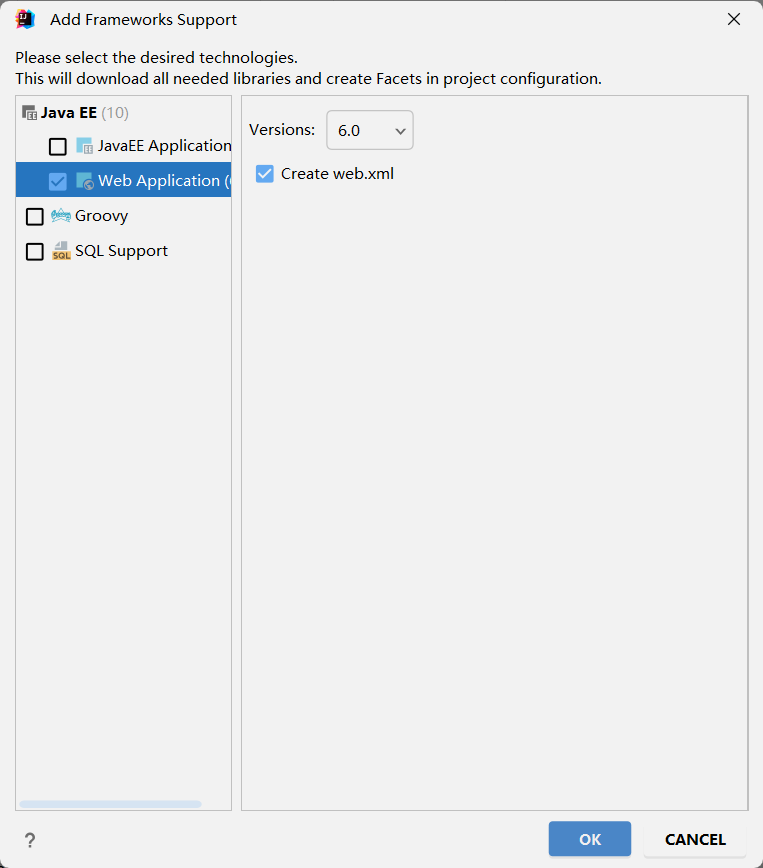 Add Frameworks Support
Please select the desired technologies.
This will download all needed libraries and create Facets in project configuration.
Java EE (10)
JavaEE Application
Web Application (
Groovy
SQL Support
Versions:
6.0
Create web.xml
?
OK
CANCEL